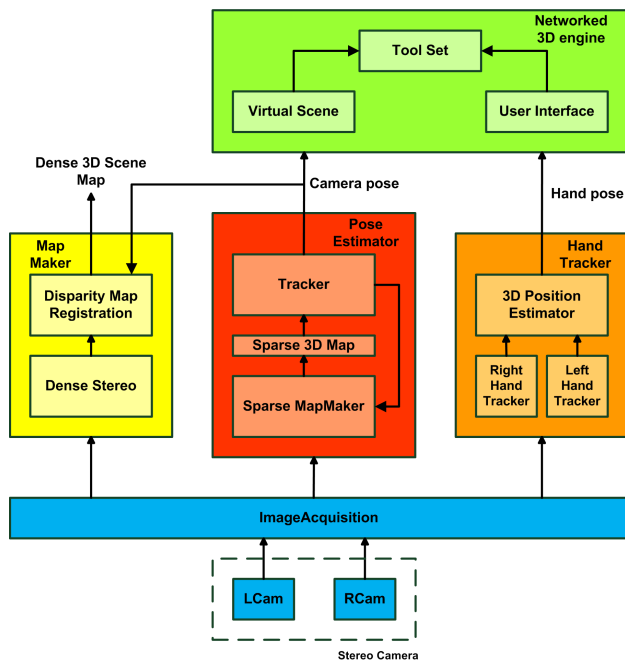 Networked
3D engine
Tool Set
Virtual Scene
User Interface
Dense 3D Scene
Map
Camera pose
Hand pose
Map
Maker
Pose
Estimator
Hand
Tracker
Disparity Map
Registration
Tracker
3D Position
Estimator
Sparse 3D Map
Dense Stereo
Sparse MapMaker
Right
Hand
Tracker
Left
Hand
Tracker
ImageAcquisition
LCam
RCam
Stereo Camera